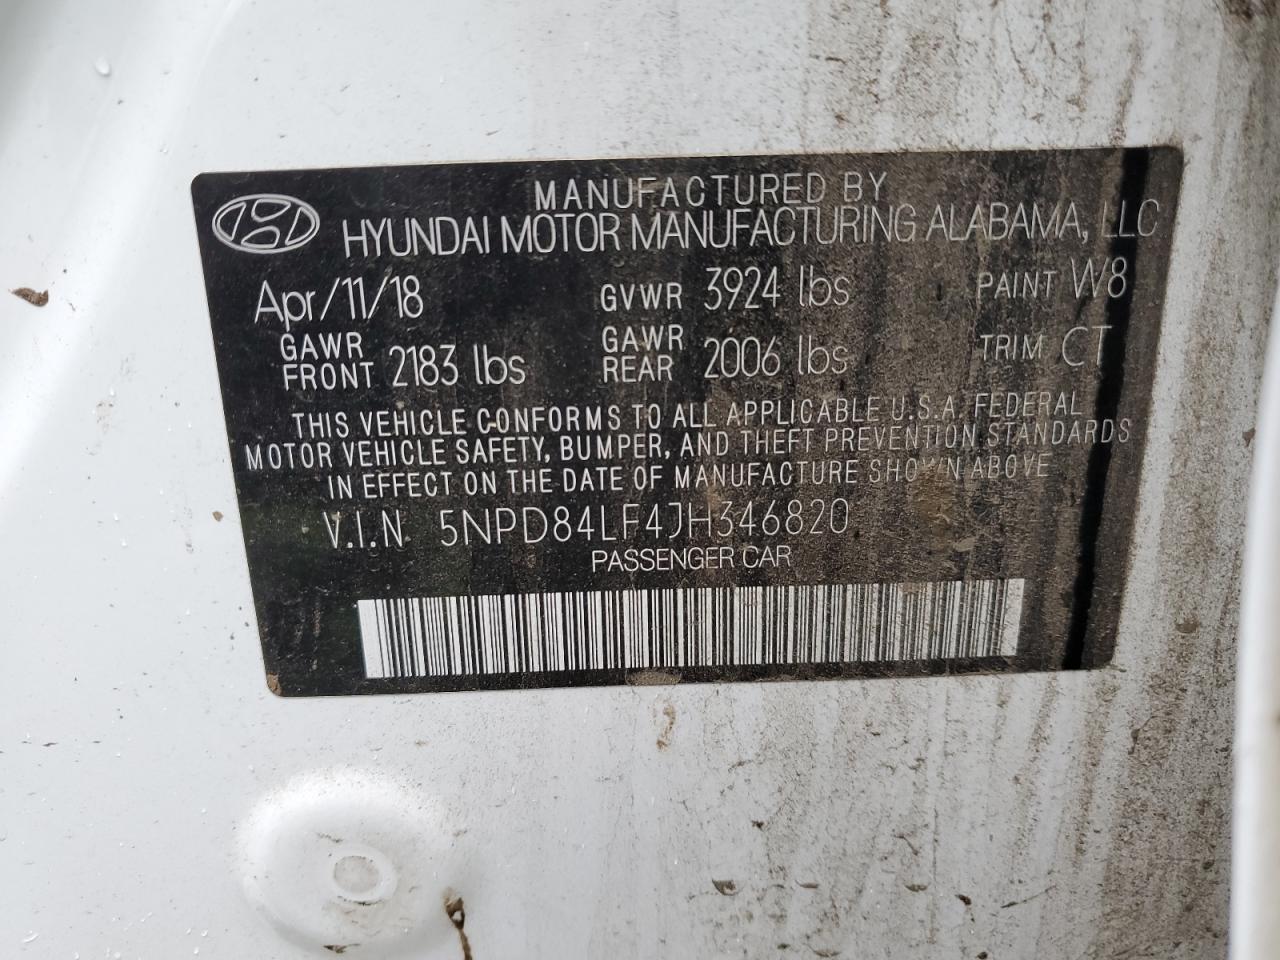 MANUFACTURED BY
HYUNDAI MOTOR MANUFACTURING ALABAMA, LLC
Apr/11/18 GVWR 3924 lbs PAINT W8
GAWR FRONT 2183 lbs GAWR REAR 2006 lbs TRIM CT
THIS VEHICLE CONFORMS TO ALL APPLICABLE U.S.A. FEDERAL
MOTOR VEHICLE SAFETY, BUMPER, AND THEFT PREVENTION STANDARDS
IN EFFECT ON THE DATE OF MANUFACTURE SHOWN ABOVE
V.I.N 5NPD84LF4JH346820
PASSENGER CAR